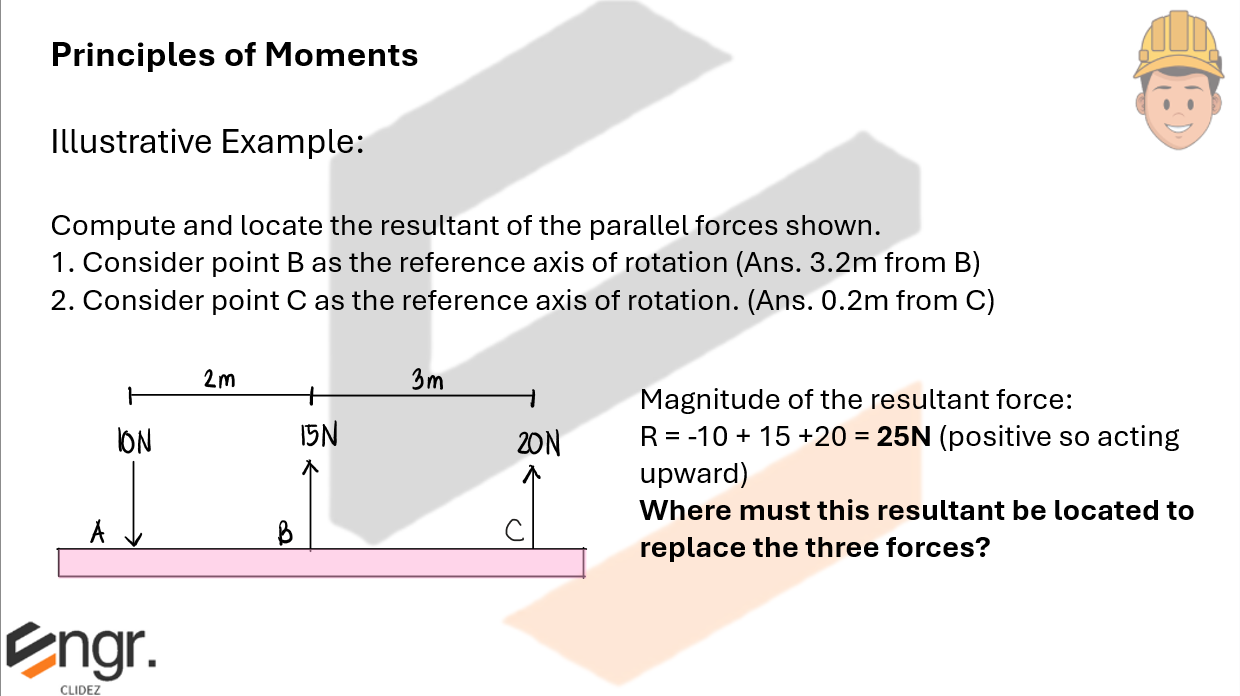 Principles of Moments
Illustrative Example:
Compute and locate the resultant of the parallel forces shown.
1. Consider point B as the reference axis of rotation (Ans. 3.2m from B)
2. Consider point C as the reference axis of rotation. (Ans. 0.2m from C)
2m 3m
10N 15N 20N
A B C
Magnitude of the resultant force:
R = -10 + 15 +20 = 25N (positive so acting
upward)
Where must this resultant be located to
replace the three forces?
Engr.
CLIDEZ